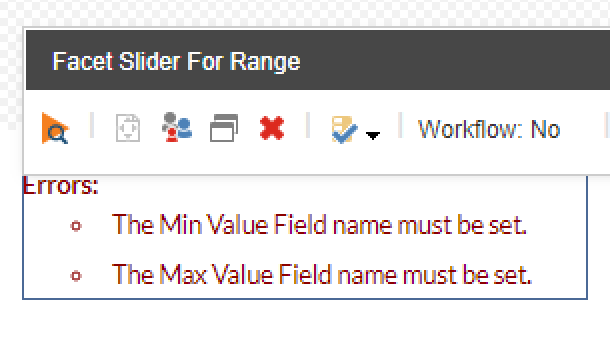 Facet Slider For Range
Workflow: No
Errors:
The Min Value Field name must be set.
The Max Value Field name must be set.